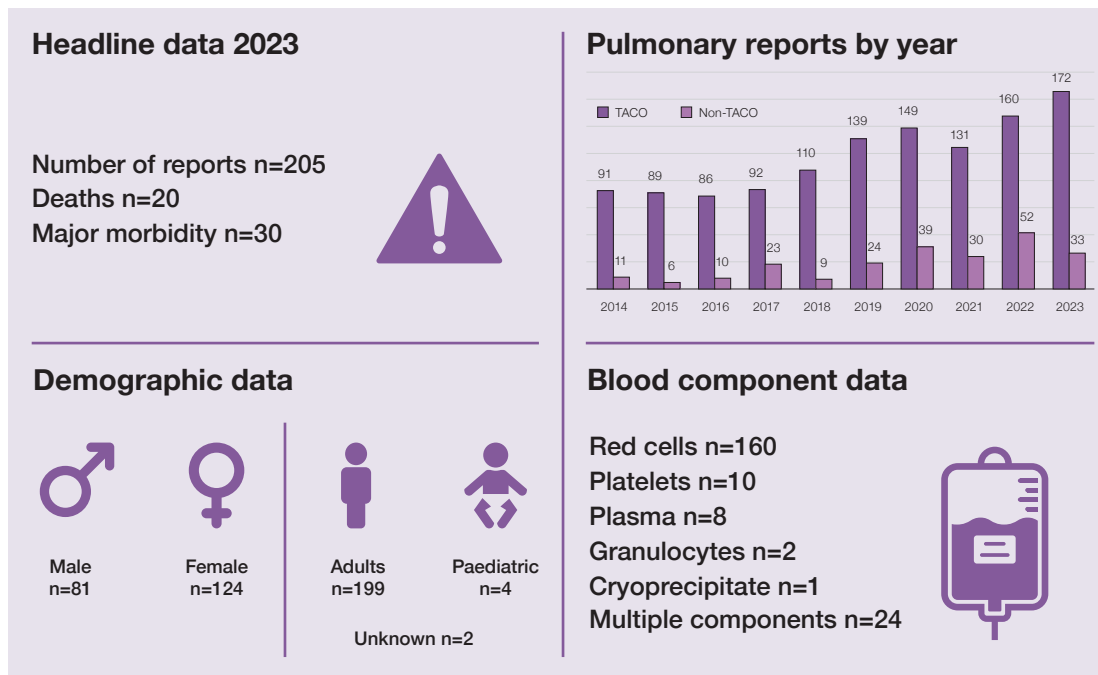 Headline data 2023
Number of reports n=205
Deaths n=20
Major morbidity n=30
Pulmonary reports by year
TACO
Non-TACO
91
11
89
6
86
10
92
23
110
9
139
24
149
39
131
30
160
52
172
33
2014
2015
2016
2017
2018
2019
2020
2021
2022
2023
Demographic data
Male
n=81
Female
n=124
Adults
n=199
Paediatric
n=4
Unknown n=2
Blood component data
Red cells n=160
Platelets n=10
Plasma n=8
Granulocytes n=2
Cryoprecipitate n=1
Multiple components n=24